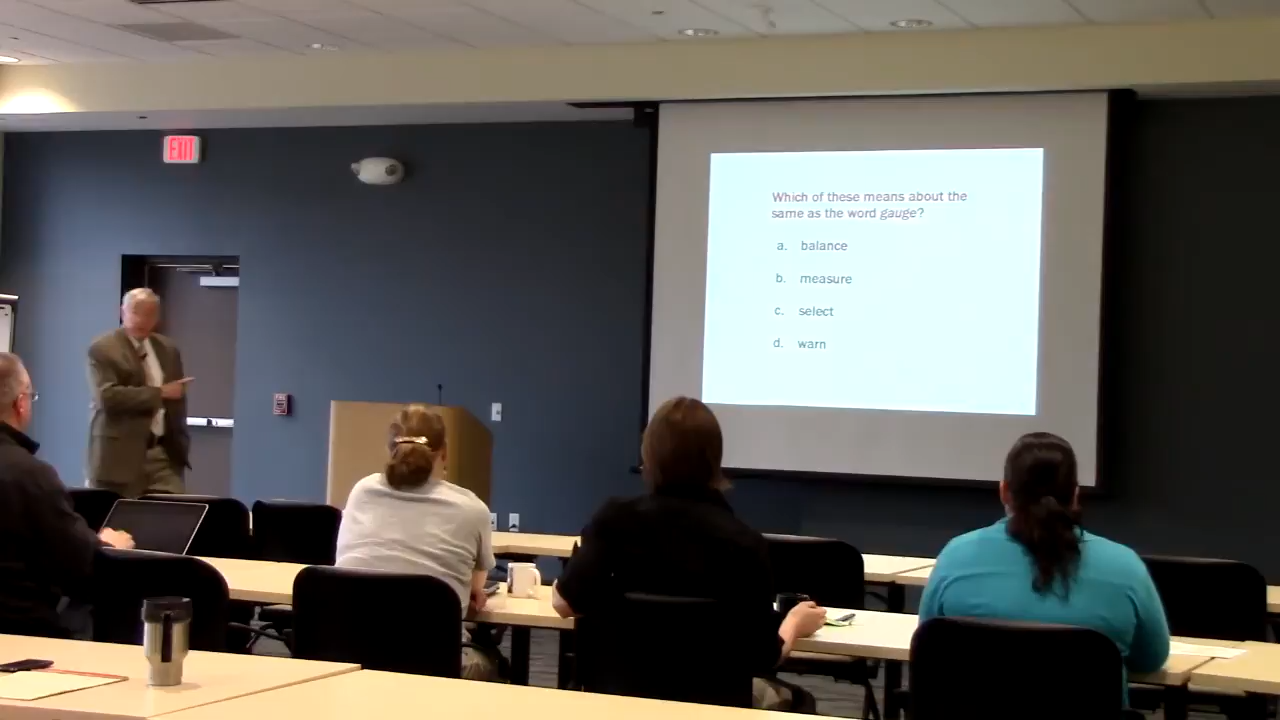 EXIT
Which of these means about the
same as the word gauge?
a. balance
b. measure
c. select
d. warn